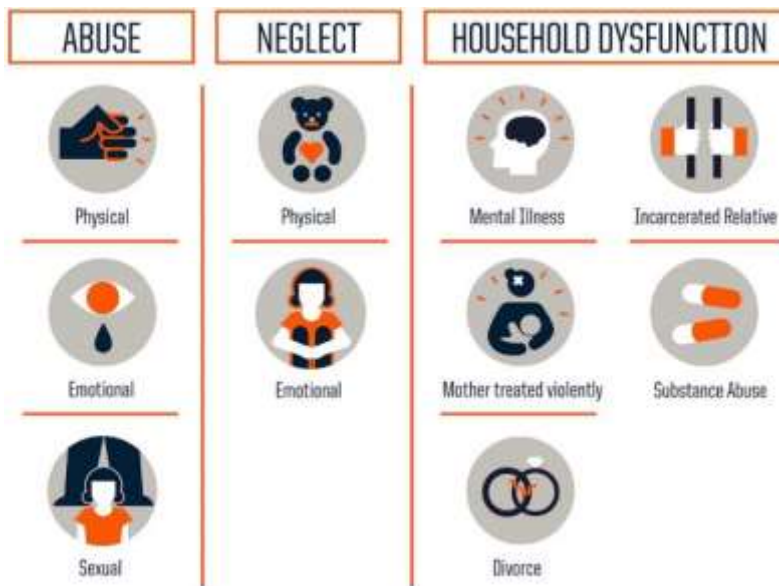 ABUSE
NEGLECT
HOUSEHOLD DYSFUNCTION
Physical
Physical
Mental Illness
Incarcerated Relative
Emotional
Emotional
Mother treated violently
Substance Abuse
Sexual
Divorce